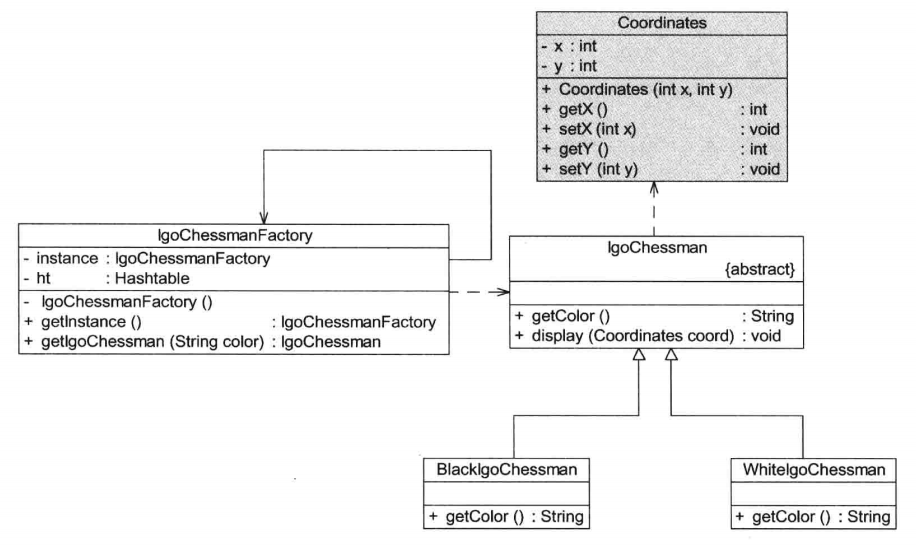 Coordinates
- x : int
- y : int
+ Coordinates (int x, int y)
+ getX () : int
+ setX (int x) : void
+ getY () : int
+ setY (int y) : void
IgoChessmanFactory
- instance : IgoChessmanFactory
- ht : Hashtable
- IgoChessmanFactory ()
+ getInstance () : IgoChessmanFactory
+ getIgoChessman (String color) : IgoChessman
IgoChessman
{abstract}
+ getColor () : String
+ display (Coordinates coord) : void
BlackIgoChessman
+ getColor () : String
WhiteIgoChessman
+ getColor () : String